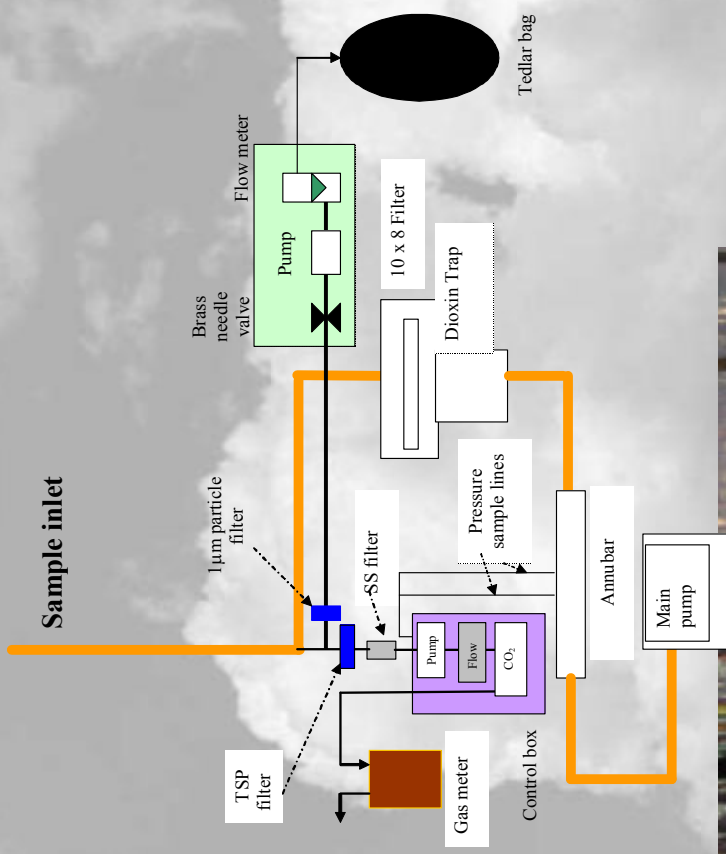 Sample inlet
1μm particle
filter
TSP
filter
SS filter
Pressure
sample lines
Brass
needle
valve
Pump
Flow meter
Tedlar bag
10 x 8 Filter
Dioxin Trap
Pump
Flow
CO₂
Control box
Gas meter
Annubar
Main
pump